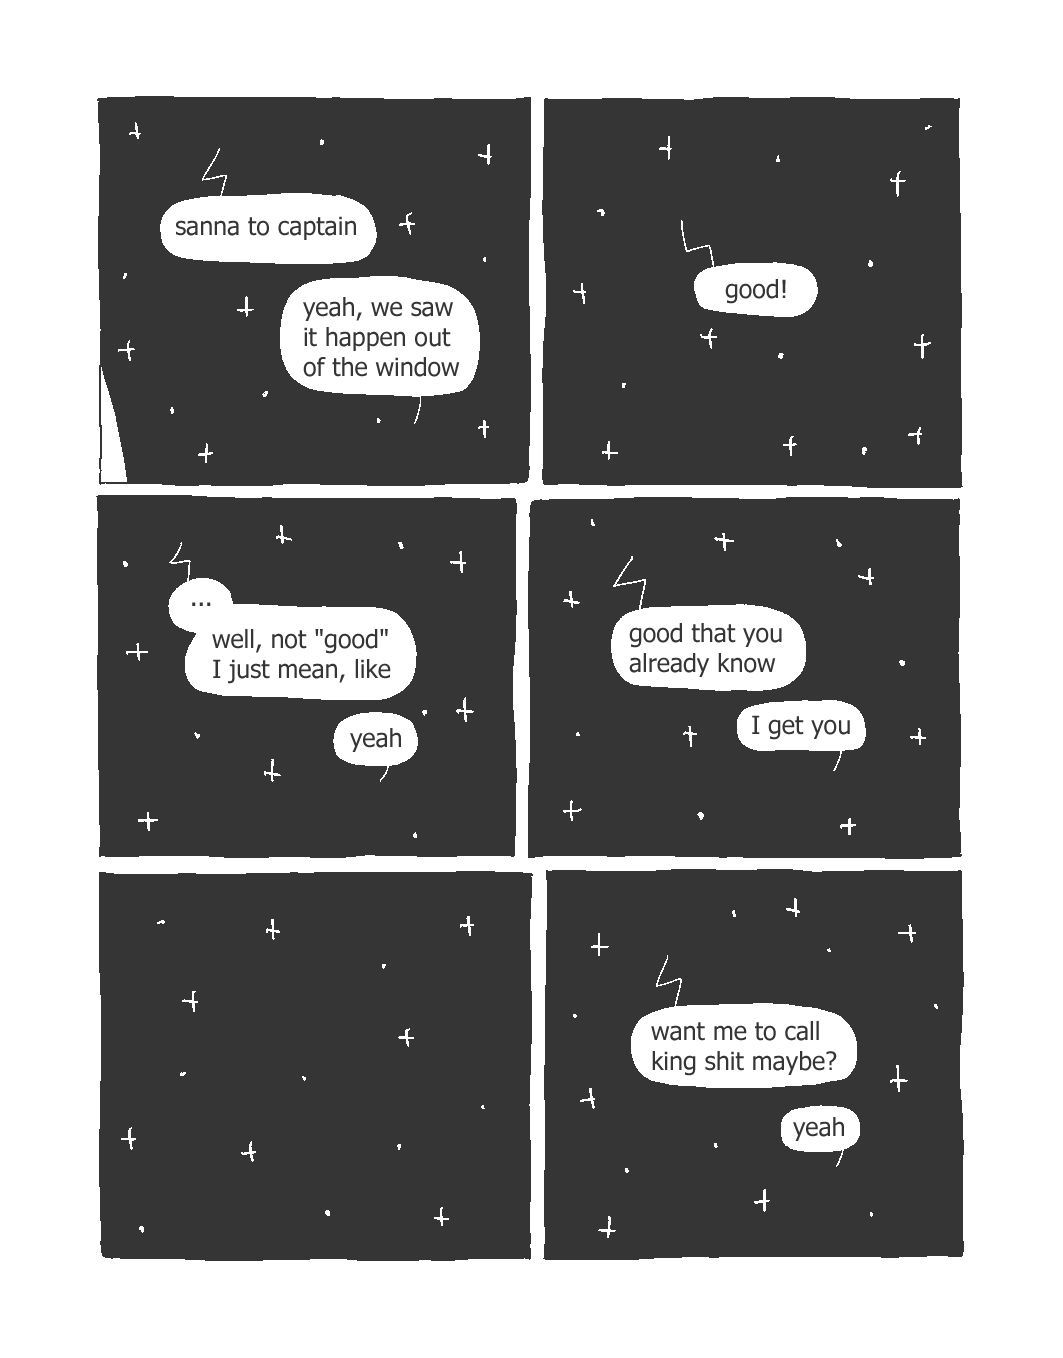 sanna to captain
yeah, we saw
it happen out
of the window
good!
...
well, not "good"
I just mean, like
yeah
good that you
already know
I get you
want me to call
king shit maybe?
yeah